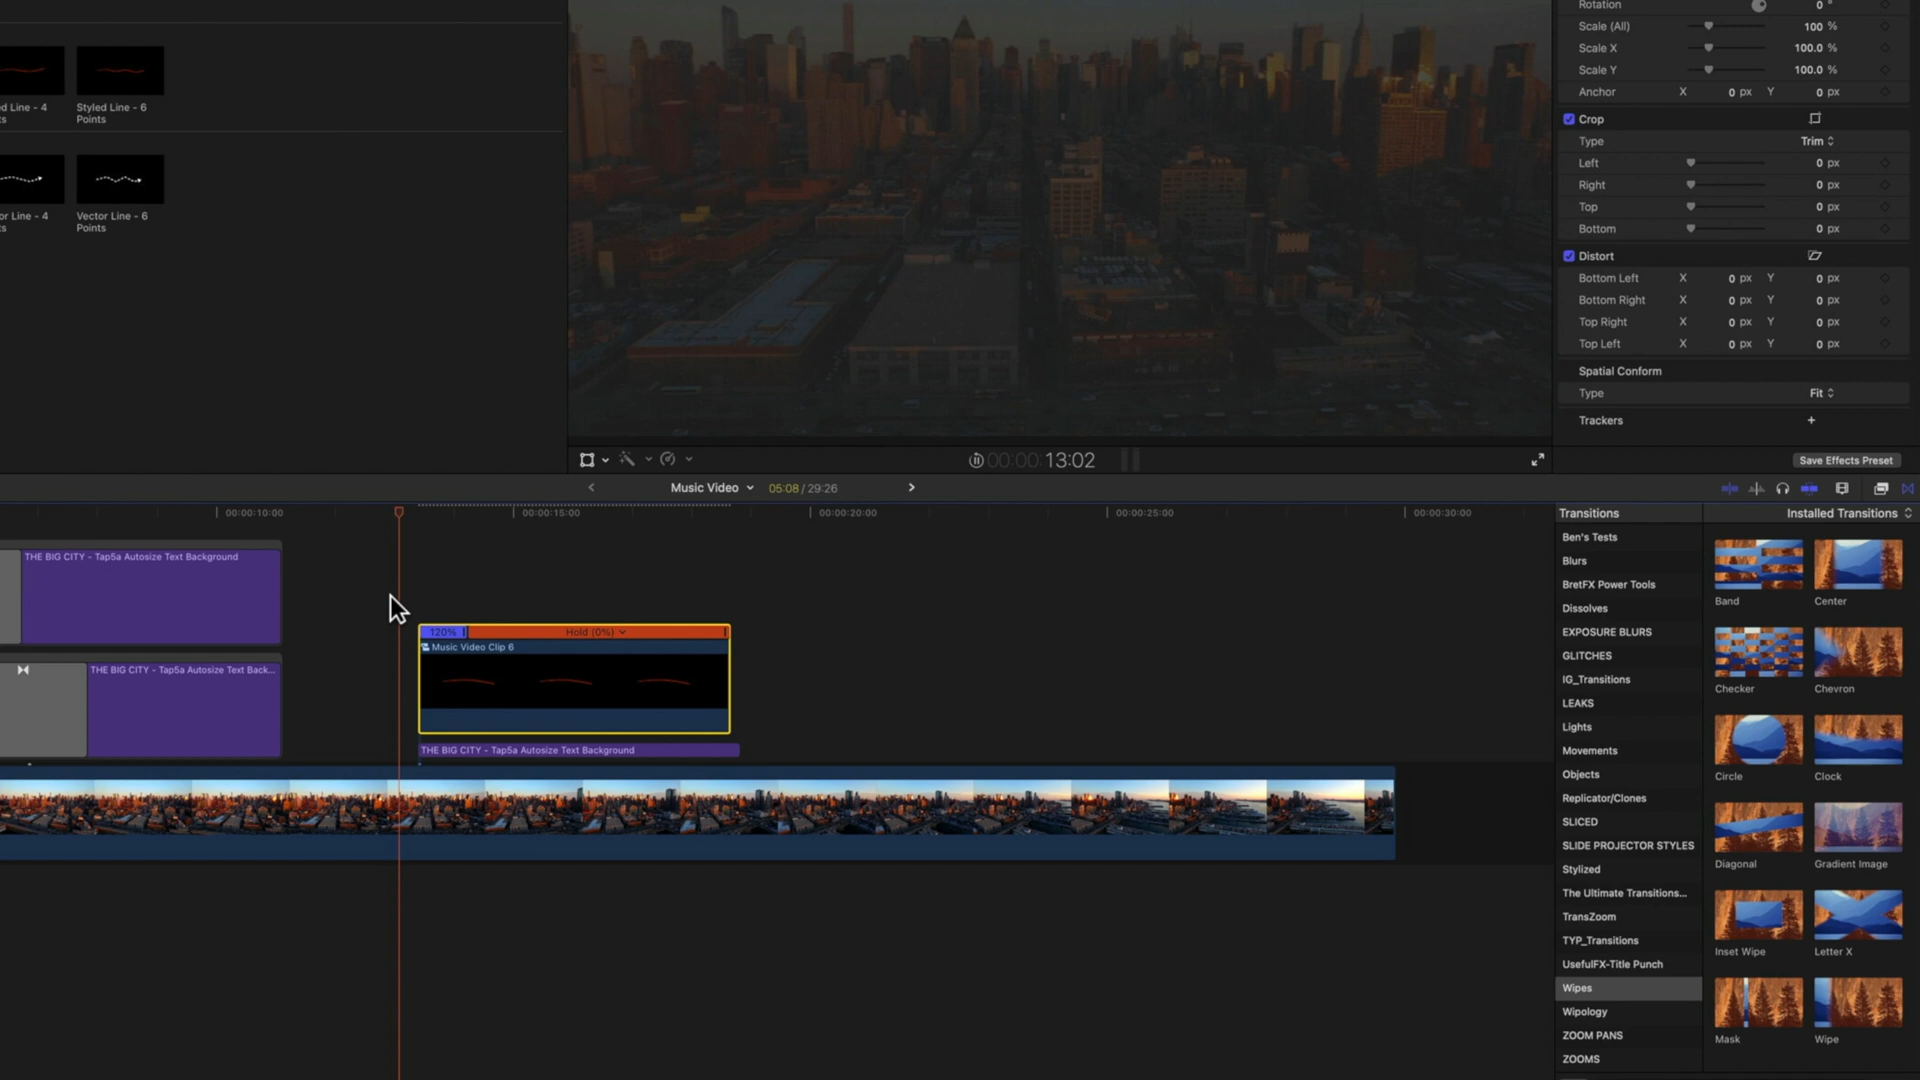 d Line - 4
ts
Styled Line - 6
Points
or Line - 4
ts
Vector Line - 6
Points
Rotation 0 °
Scale (All) 100 %
Scale X 100.0 %
Scale Y 100.0 %
Anchor X 0 px Y 0 px
Crop
Type Trim
Left 0 px
Right 0 px
Top 0 px
Bottom 0 px
Distort
Bottom Left X 0 px Y 0 px
Bottom Right X 0 px Y 0 px
Top Right X 0 px Y 0 px
Top Left X 0 px Y 0 px
Spatial Conform
Type Fit
Trackers +
Save Effects Preset
00:00:13:02
Music Video 05:08 / 29:26
00:00:10:00
00:00:15:00
00:00:20:00
00:00:25:00
00:00:30:00
THE BIG CITY - Tap5a Autosize Text Background
THE BIG CITY - Tap5a Autosize Text Back...
120% Hold (0%)
Music Video Clip 6
THE BIG CITY - Tap5a Autosize Text Background
Transitions
Installed Transitions
Ben's Tests
Blurs
BretFX Power Tools
Dissolves
EXPOSURE BLURS
GLITCHES
IG_Transitions
LEAKS
Lights
Movements
Objects
Replicator/Clones
SLICED
SLIDE PROJECTOR STYLES
Stylized
The Ultimate Transitions...
TransZoom
TYP_Transitions
UsefulFX-Title Punch
Wipes
Wipology
ZOOM PANS
ZOOMS
Band
Center
Checker
Chevron
Circle
Clock
Diagonal
Gradient Image
Inset Wipe
Letter X
Mask
Wipe